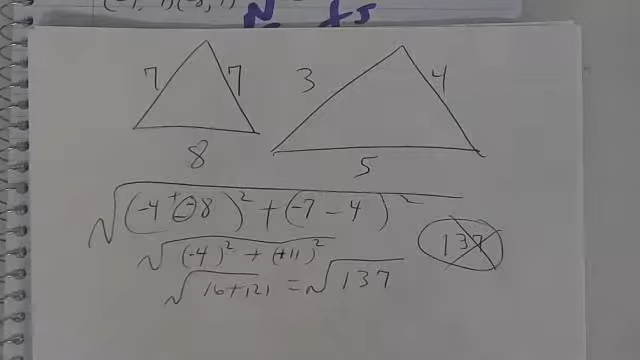 7 7 3 4
8 5
√(-4 + -8)² + (-7 - 4)²
√(-4)² + (+11)² 137
√16+121 = √137